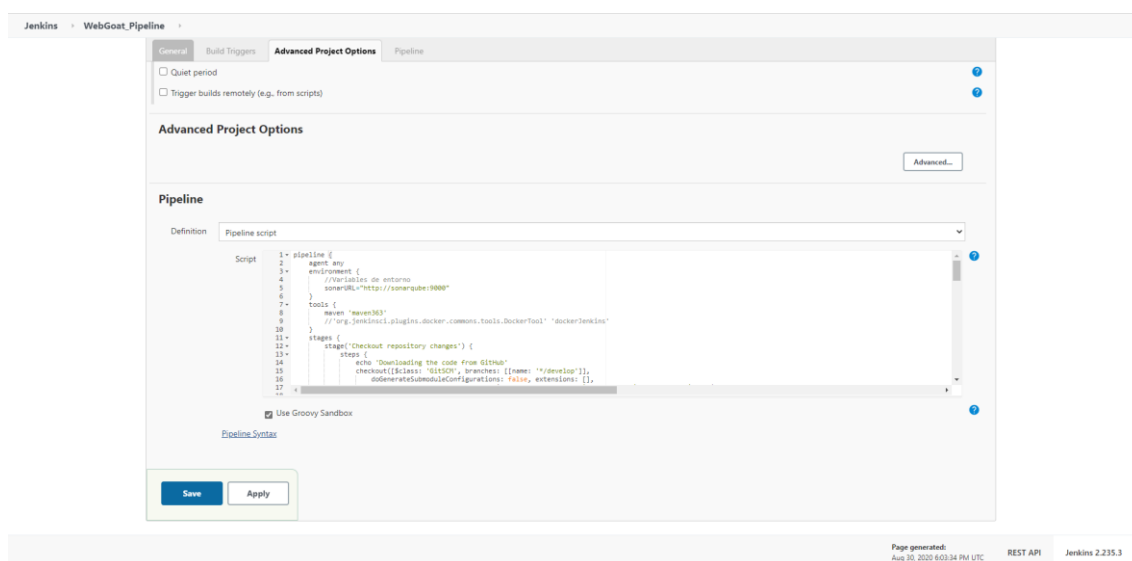 Jenkins › WebGoat_Pipeline ›
General Build Triggers Advanced Project Options Pipeline
Quiet period
Trigger builds remotely (e.g., from scripts)
Advanced Project Options
Advanced...
Pipeline
Definition Pipeline script
Script
1 pipeline {
2 agent any
3 environment {
4 //Variables de entorno
5 sonarURL="http://sonarqube:9000"
6 }
7 tools {
8 maven 'maven363'
9 //'org.jenkinsci.plugins.docker.commons.tools.DockerTool' 'dockerJenkins'
10 }
11 stages {
12 stage('Checkout repository changes') {
13 steps {
14 echo 'Downloading the code from GitHub'
15 checkout([$class: 'GitSCM', branches: [[name: '*/develop']],
16 doGenerateSubmoduleConfigurations: false, extensions: [],
17
Use Groovy Sandbox
Pipeline Syntax
Save Apply
Page generated:
Aug 30, 2020 6:03:34 PM UTC REST API Jenkins 2.235.3